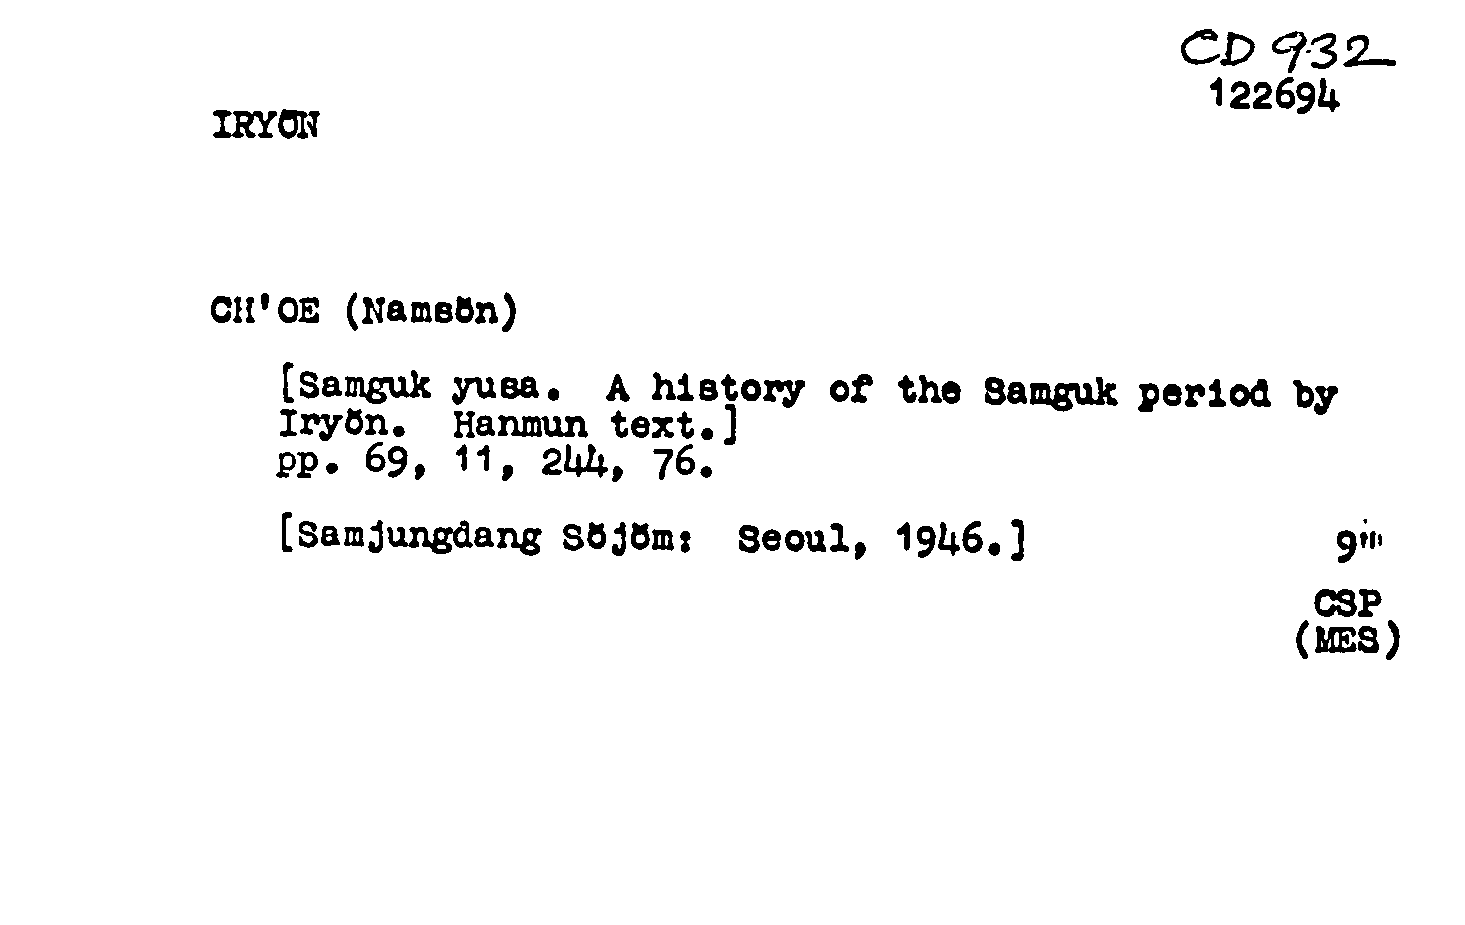 CD 932
122694
IRYŎN
CH'OE (Namsŏn)
[Samguk yusa. A history of the Samguk period by
Iryŏn. Hanmun text.]
pp. 69, 11, 244, 76.
[Samjungdang Sŏjŏm: Seoul, 1946.]
CSP
(MES)